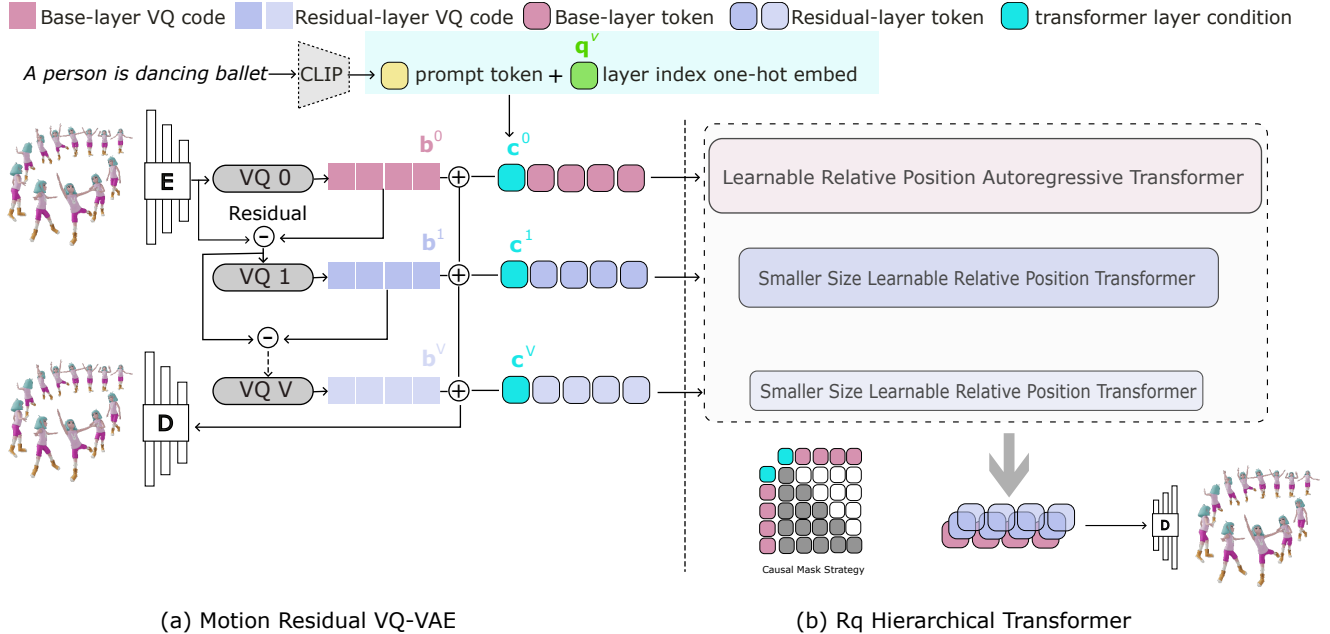 Base-layer VQ code Residual-layer VQ code Base-layer token Residual-layer token transformer layer condition
q^v
A person is dancing ballet CLIP prompt token + layer index one-hot embed
b^0 c^0
E VQ 0 Learnable Relative Position Autoregressive Transformer
Residual
b^1 c^1
VQ 1 Smaller Size Learnable Relative Position Transformer
b^V c^V
VQ V Smaller Size Learnable Relative Position Transformer
D
D
Causal Mask Strategy
(a) Motion Residual VQ-VAE (b) Rq Hierarchical Transformer